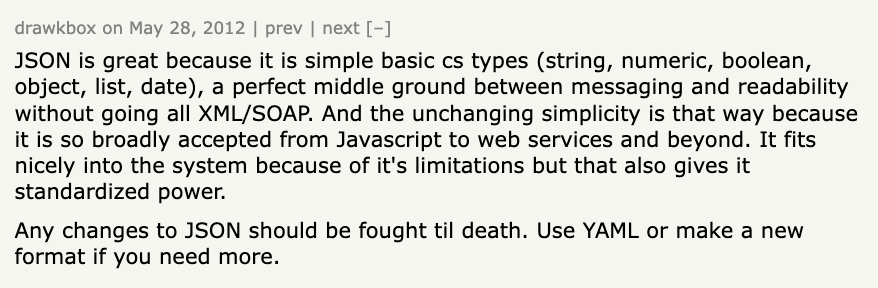 drawkbox on May 28, 2012 | prev | next [–]
JSON is great because it is simple basic cs types (string, numeric, boolean,
object, list, date), a perfect middle ground between messaging and readability
without going all XML/SOAP. And the unchanging simplicity is that way because
it is so broadly accepted from Javascript to web services and beyond. It fits
nicely into the system because of it's limitations but that also gives it
standardized power.
Any changes to JSON should be fought til death. Use YAML or make a new
format if you need more.